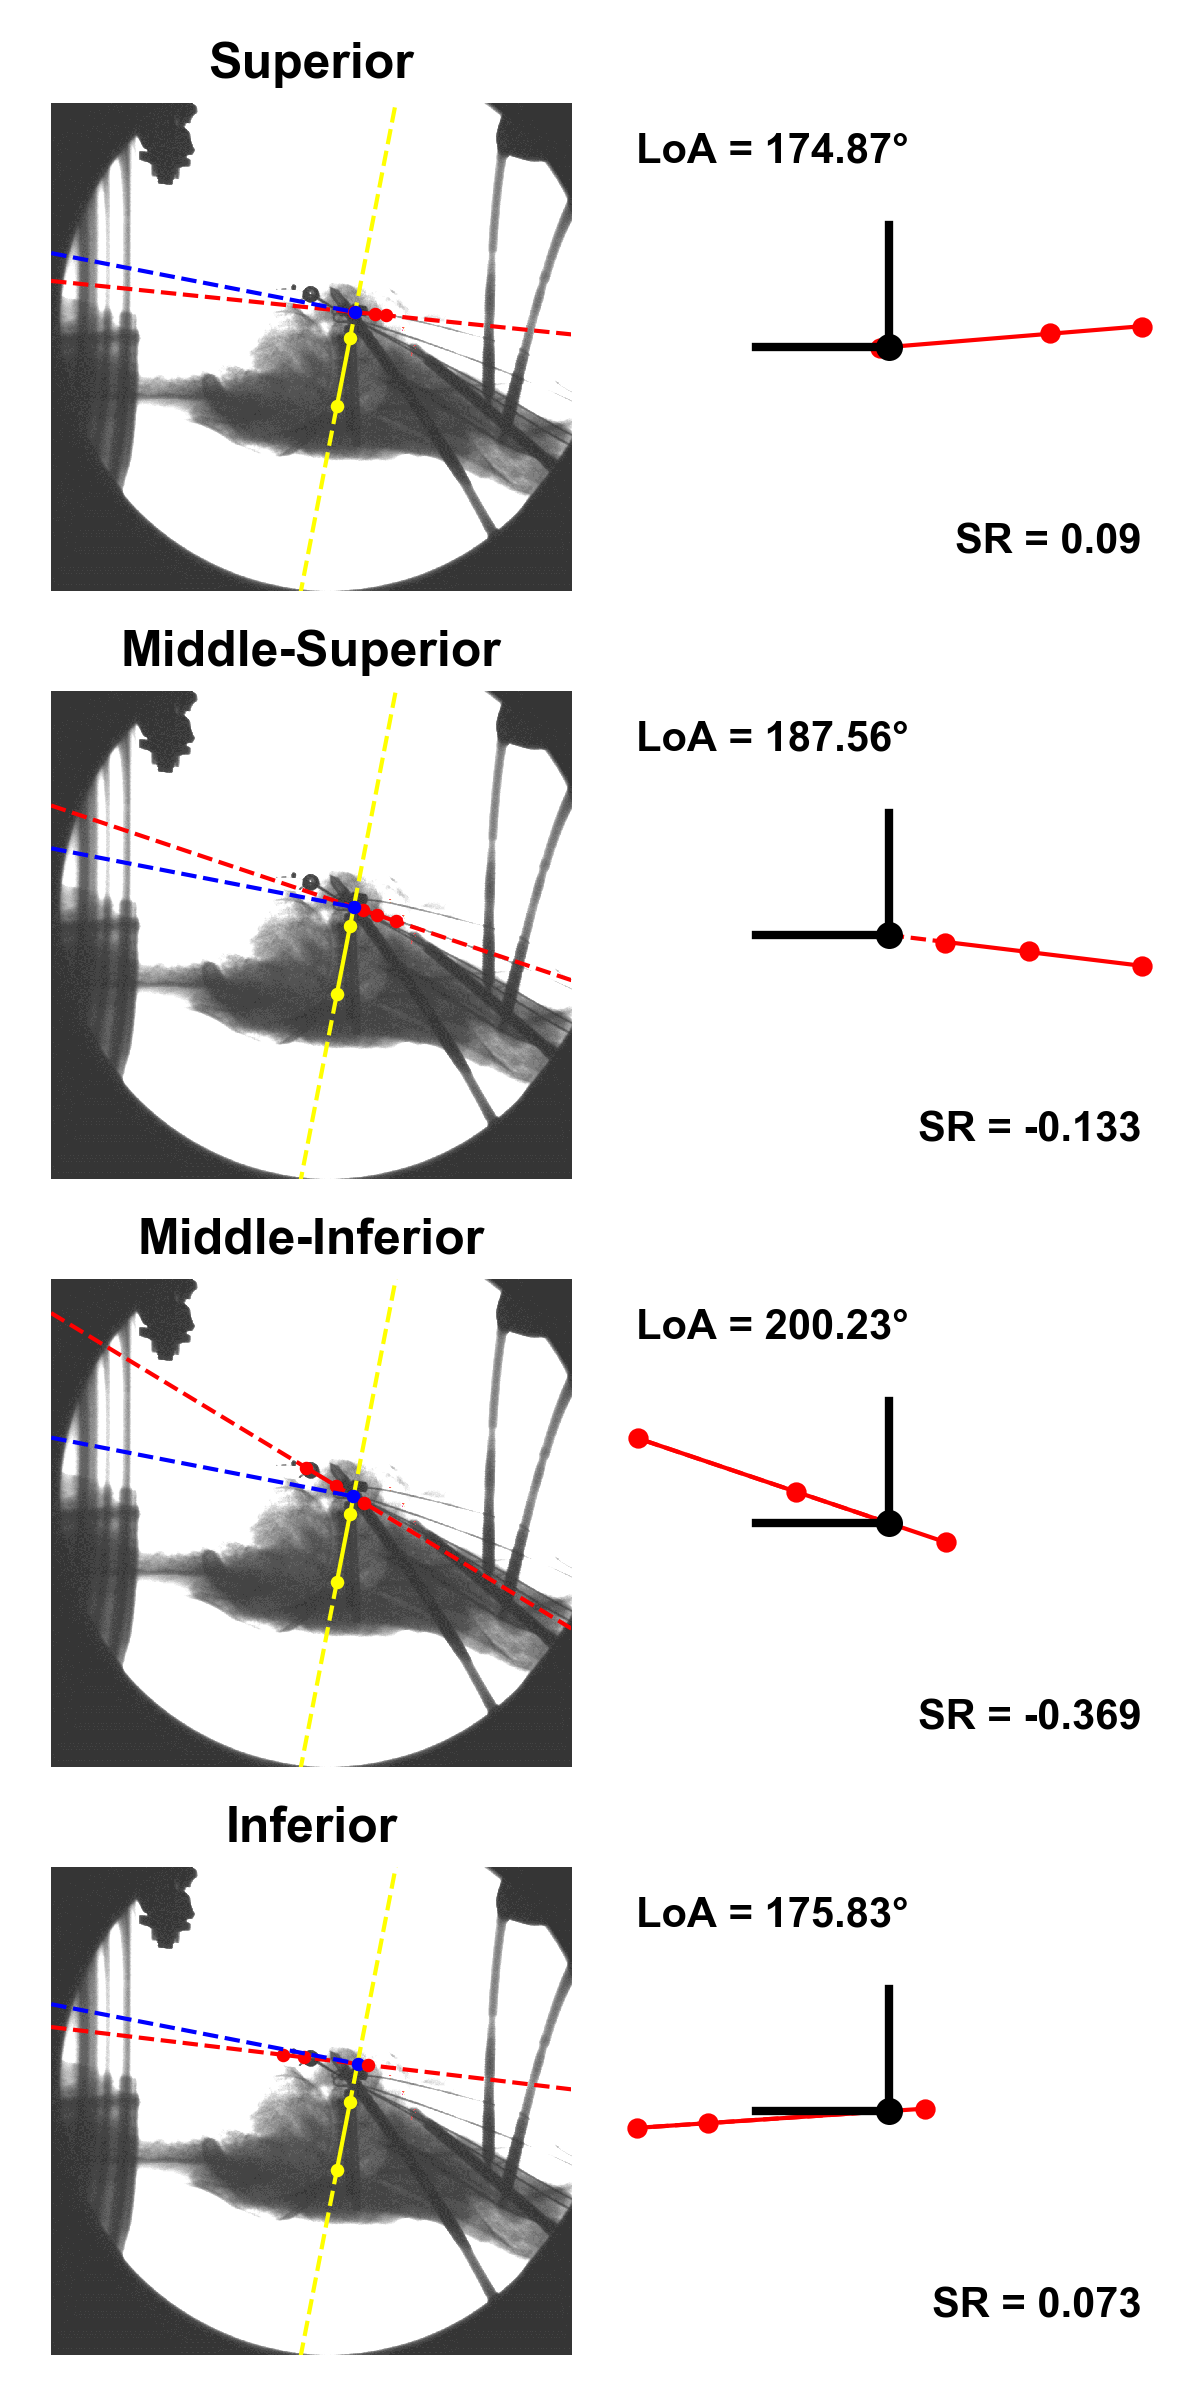 Superior
LoA = 174.87°
SR = 0.09
Middle-Superior
LoA = 187.56°
SR = -0.133
Middle-Inferior
LoA = 200.23°
SR = -0.369
Inferior
LoA = 175.83°
SR = 0.073